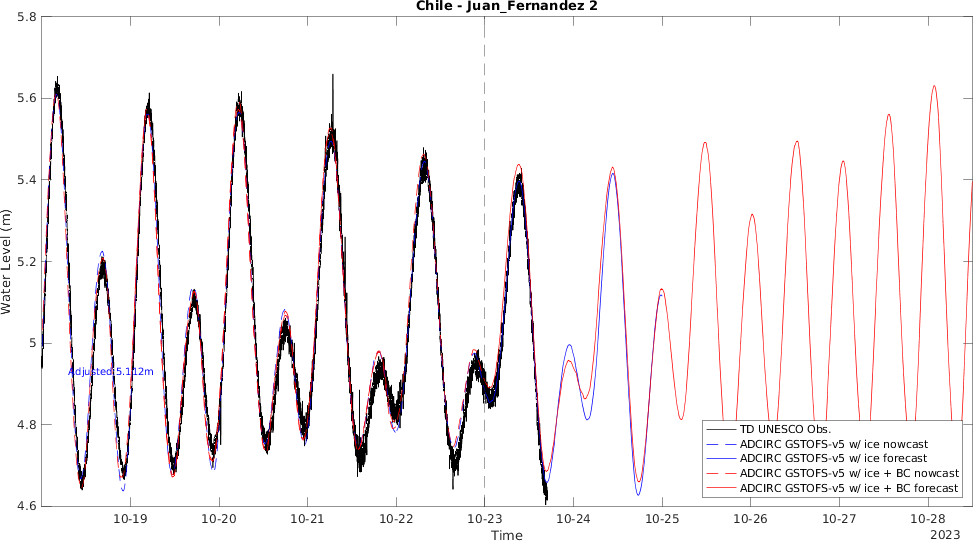 Chile - Juan_Fernandez 2
5.8
5.6
5.4
5.2
5
4.8
4.6
Water Level (m)
Adjusted 5.112m
TD UNESCO Obs.
ADCIRC GSTOFS-v5 w/ ice nowcast
ADCIRC GSTOFS-v5 w/ ice forecast
ADCIRC GSTOFS-v5 w/ ice + BC nowcast
ADCIRC GSTOFS-v5 w/ ice + BC forecast
10-19 10-20 10-21 10-22 10-23 10-24 10-25 10-26 10-27 10-28
Time
2023